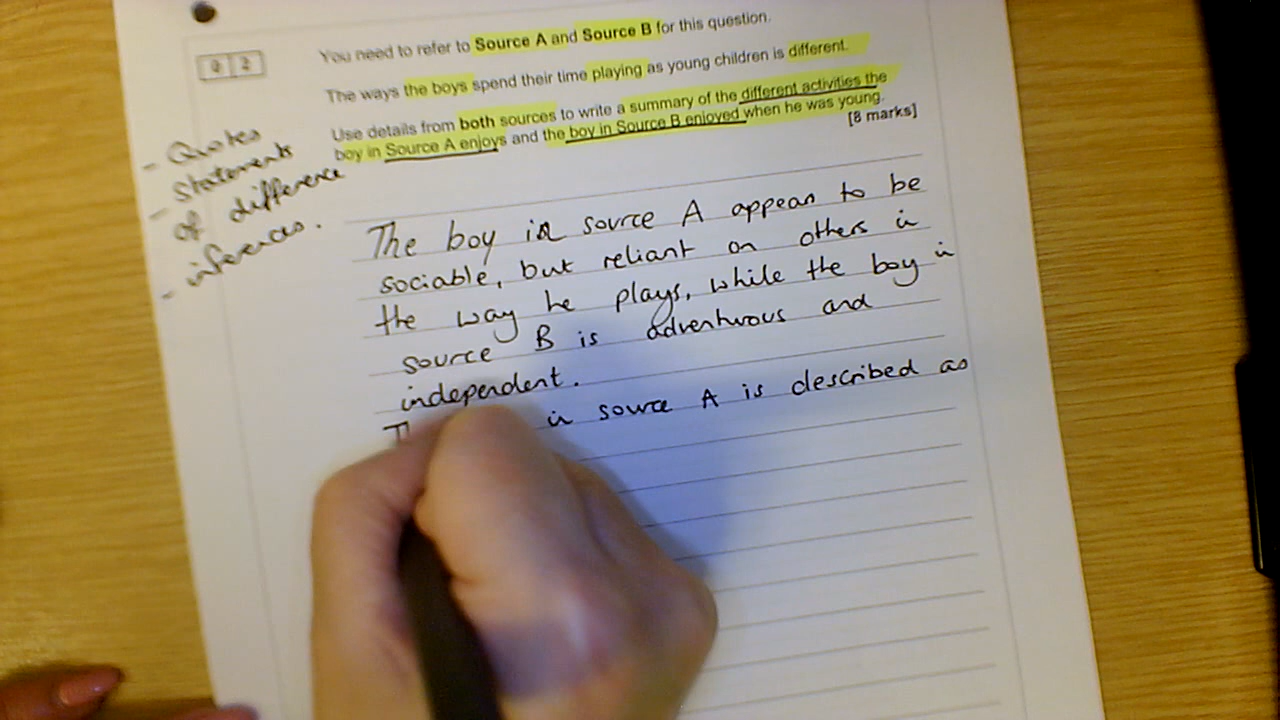 0 2
You need to refer to Source A and Source B for this question.
The ways the boys spend their time playing as young children is different.
Use details from both sources to write a summary of the different activities the
boy in Source A enjoys and the boy in Source B enjoyed when he was young.
[8 marks]
- Quotes
- Statements
of difference
- inferences.
The boy in source A appears to be
sociable, but reliant on others in
the way he plays, while the boy in
source B is adventurous and
independent.
in source A is described as